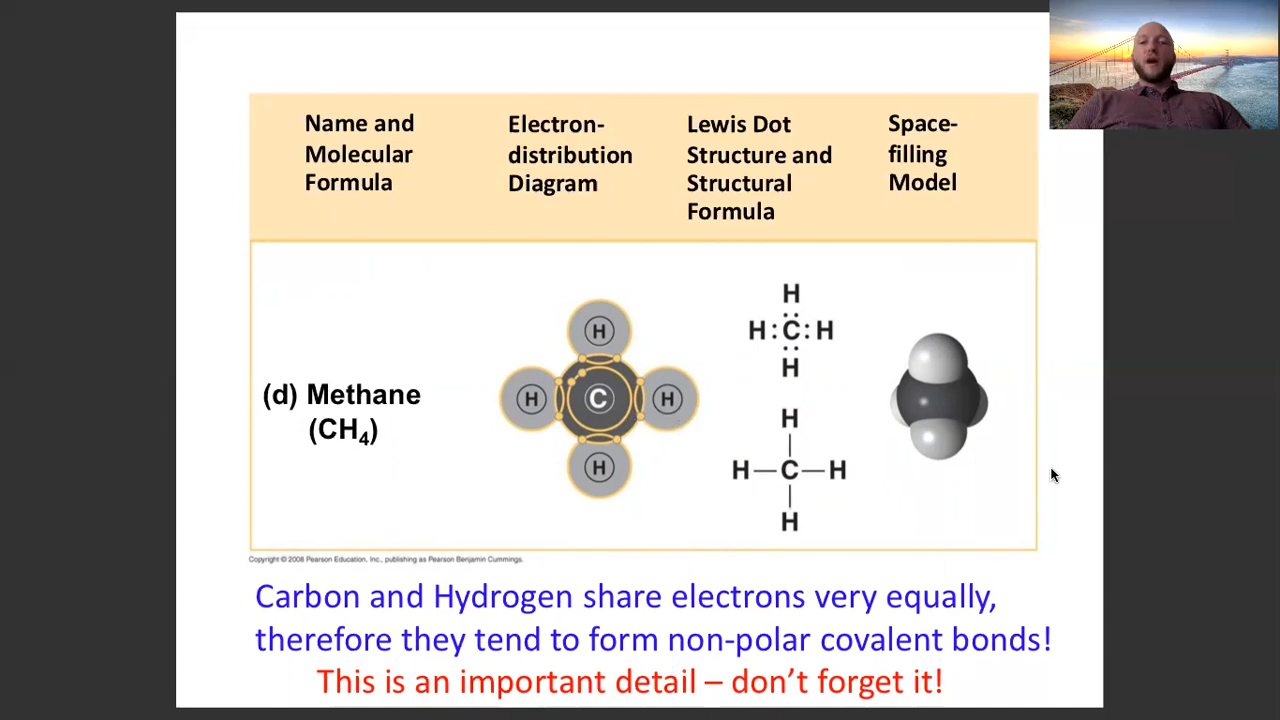 Name and
Molecular
Formula
Electron-
distribution
Diagram
Lewis Dot
Structure and
Structural
Formula
Space-
filling
Model
(d) Methane
(CH₄)
H
H C H
H
H
H:C:H
H
H
H—C—H
H
Copyright © 2008 Pearson Education, Inc., publishing as Pearson Benjamin Cummings.
Carbon and Hydrogen share electrons very equally,
therefore they tend to form non-polar covalent bonds!
This is an important detail – don't forget it!